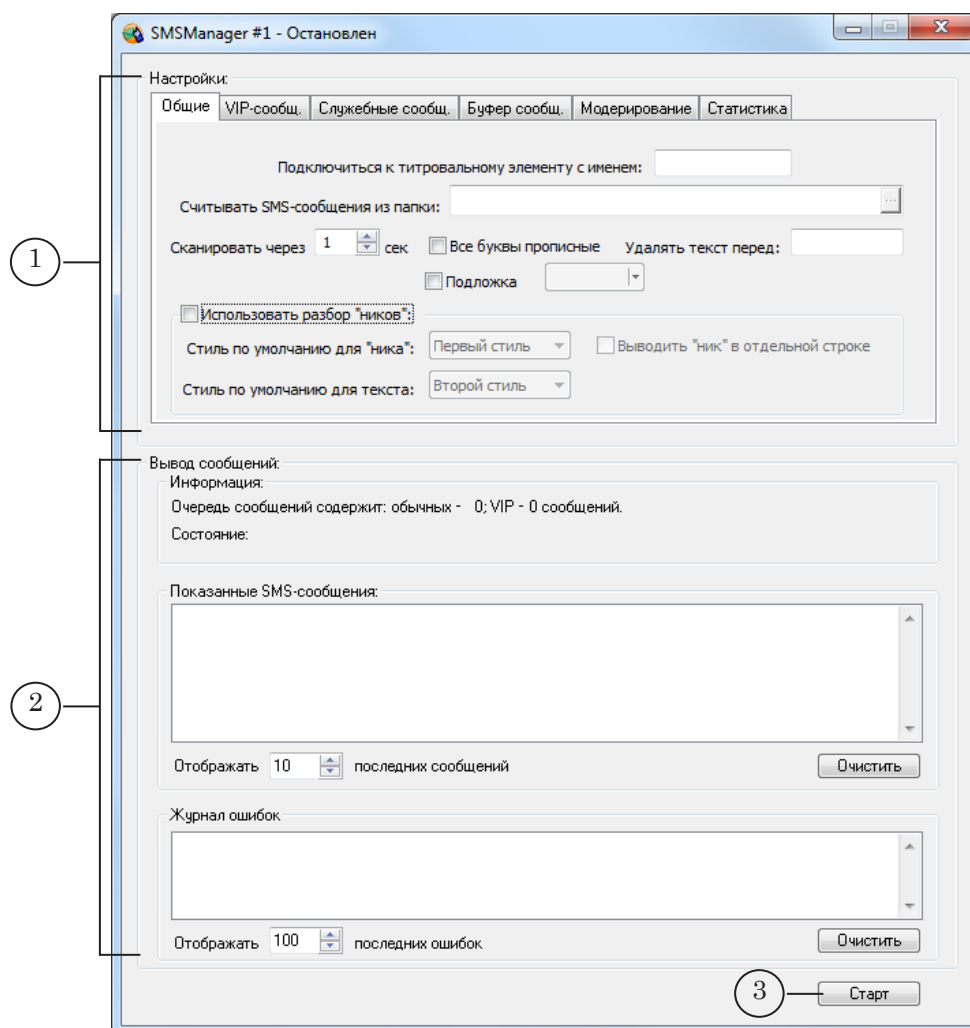 SMSManager #1 - Остановлен
Настройки:
Общие VIP-сообщ. Служебные сообщ. Буфер сообщ. Модерирование Статистика
Подключиться к титровальному элементу с именем:
Считывать SMS-сообщения из папки: ...
1
Сканировать через 1 сек Все буквы прописные Удалять текст перед:
Подложка
Использовать разбор "ников":
Стиль по умолчанию для "ника": Первый стиль Выводить "ник" в отдельной строке
Стиль по умолчанию для текста: Второй стиль
Вывод сообщений:
Информация:
Очередь сообщений содержит: обычных - 0; VIP - 0 сообщений.
Состояние:
Показанные SMS-сообщения:
2
Отображать 10 последних сообщений Очистить
Журнал ошибок
Отображать 100 последних ошибок Очистить
3 Старт